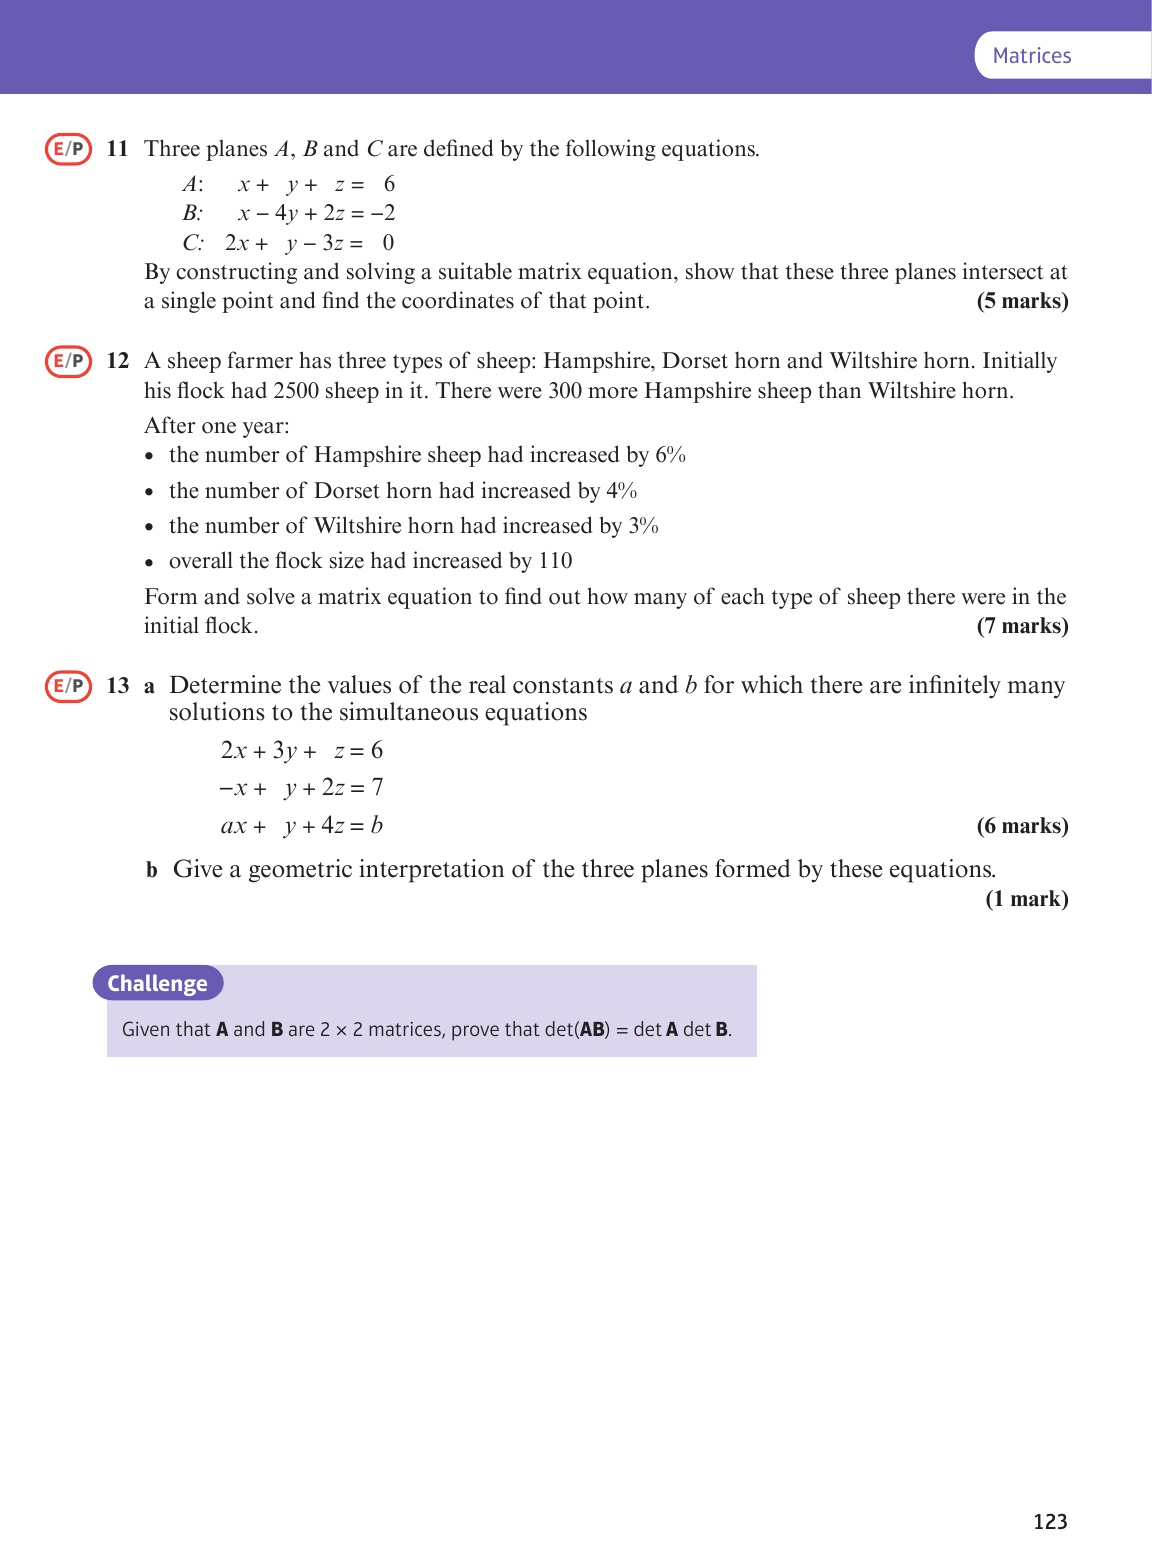 Matrices
E/P 11 Three planes A, B and C are defined by the following equations.
A: x + y + z = 6
B: x − 4y + 2z = −2
C: 2x + y − 3z = 0
By constructing and solving a suitable matrix equation, show that these three planes intersect at
a single point and find the coordinates of that point. (5 marks)
E/P 12 A sheep farmer has three types of sheep: Hampshire, Dorset horn and Wiltshire horn. Initially
his flock had 2500 sheep in it. There were 300 more Hampshire sheep than Wiltshire horn.
After one year:
• the number of Hampshire sheep had increased by 6%
• the number of Dorset horn had increased by 4%
• the number of Wiltshire horn had increased by 3%
• overall the flock size had increased by 110
Form and solve a matrix equation to find out how many of each type of sheep there were in the
initial flock. (7 marks)
E/P 13 a Determine the values of the real constants a and b for which there are infinitely many
solutions to the simultaneous equations
2x + 3y + z = 6
−x + y + 2z = 7
ax + y + 4z = b (6 marks)
b Give a geometric interpretation of the three planes formed by these equations.
(1 mark)
Challenge
Given that A and B are 2 × 2 matrices, prove that det(AB) = det A det B.
123